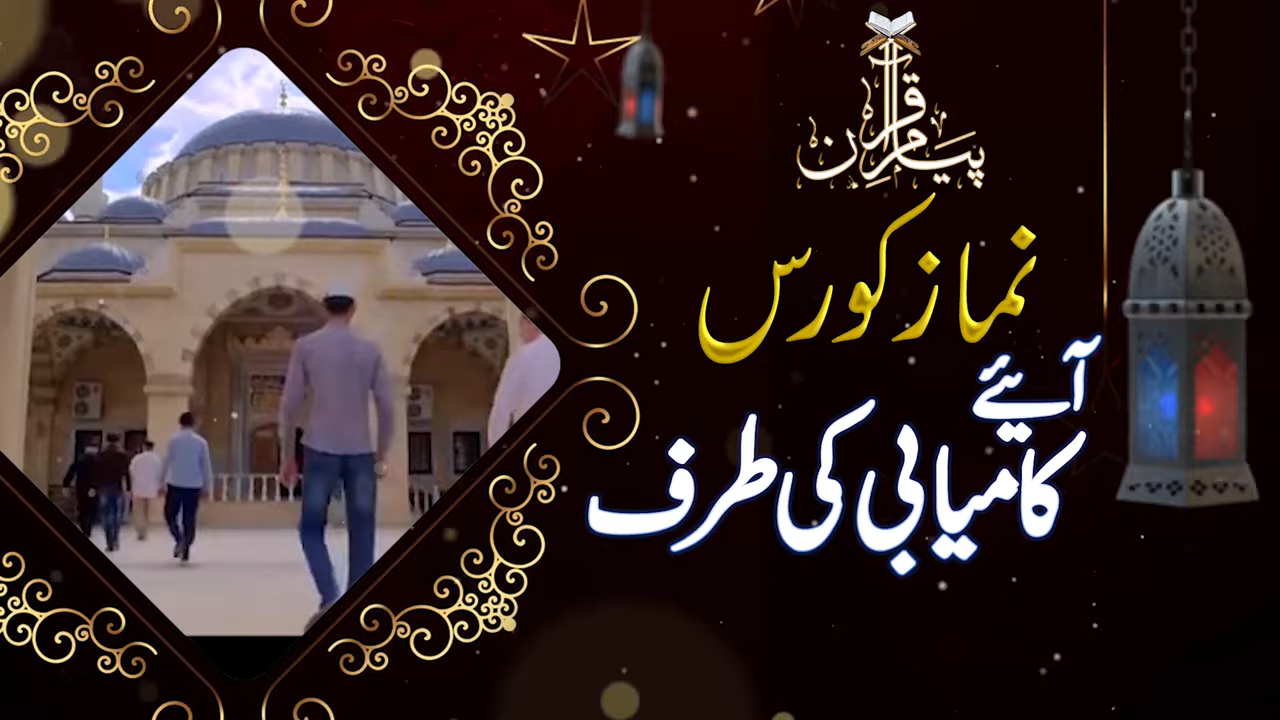 پیام قرآن
نماز کورس
آیئے
کامیابی کی طرف